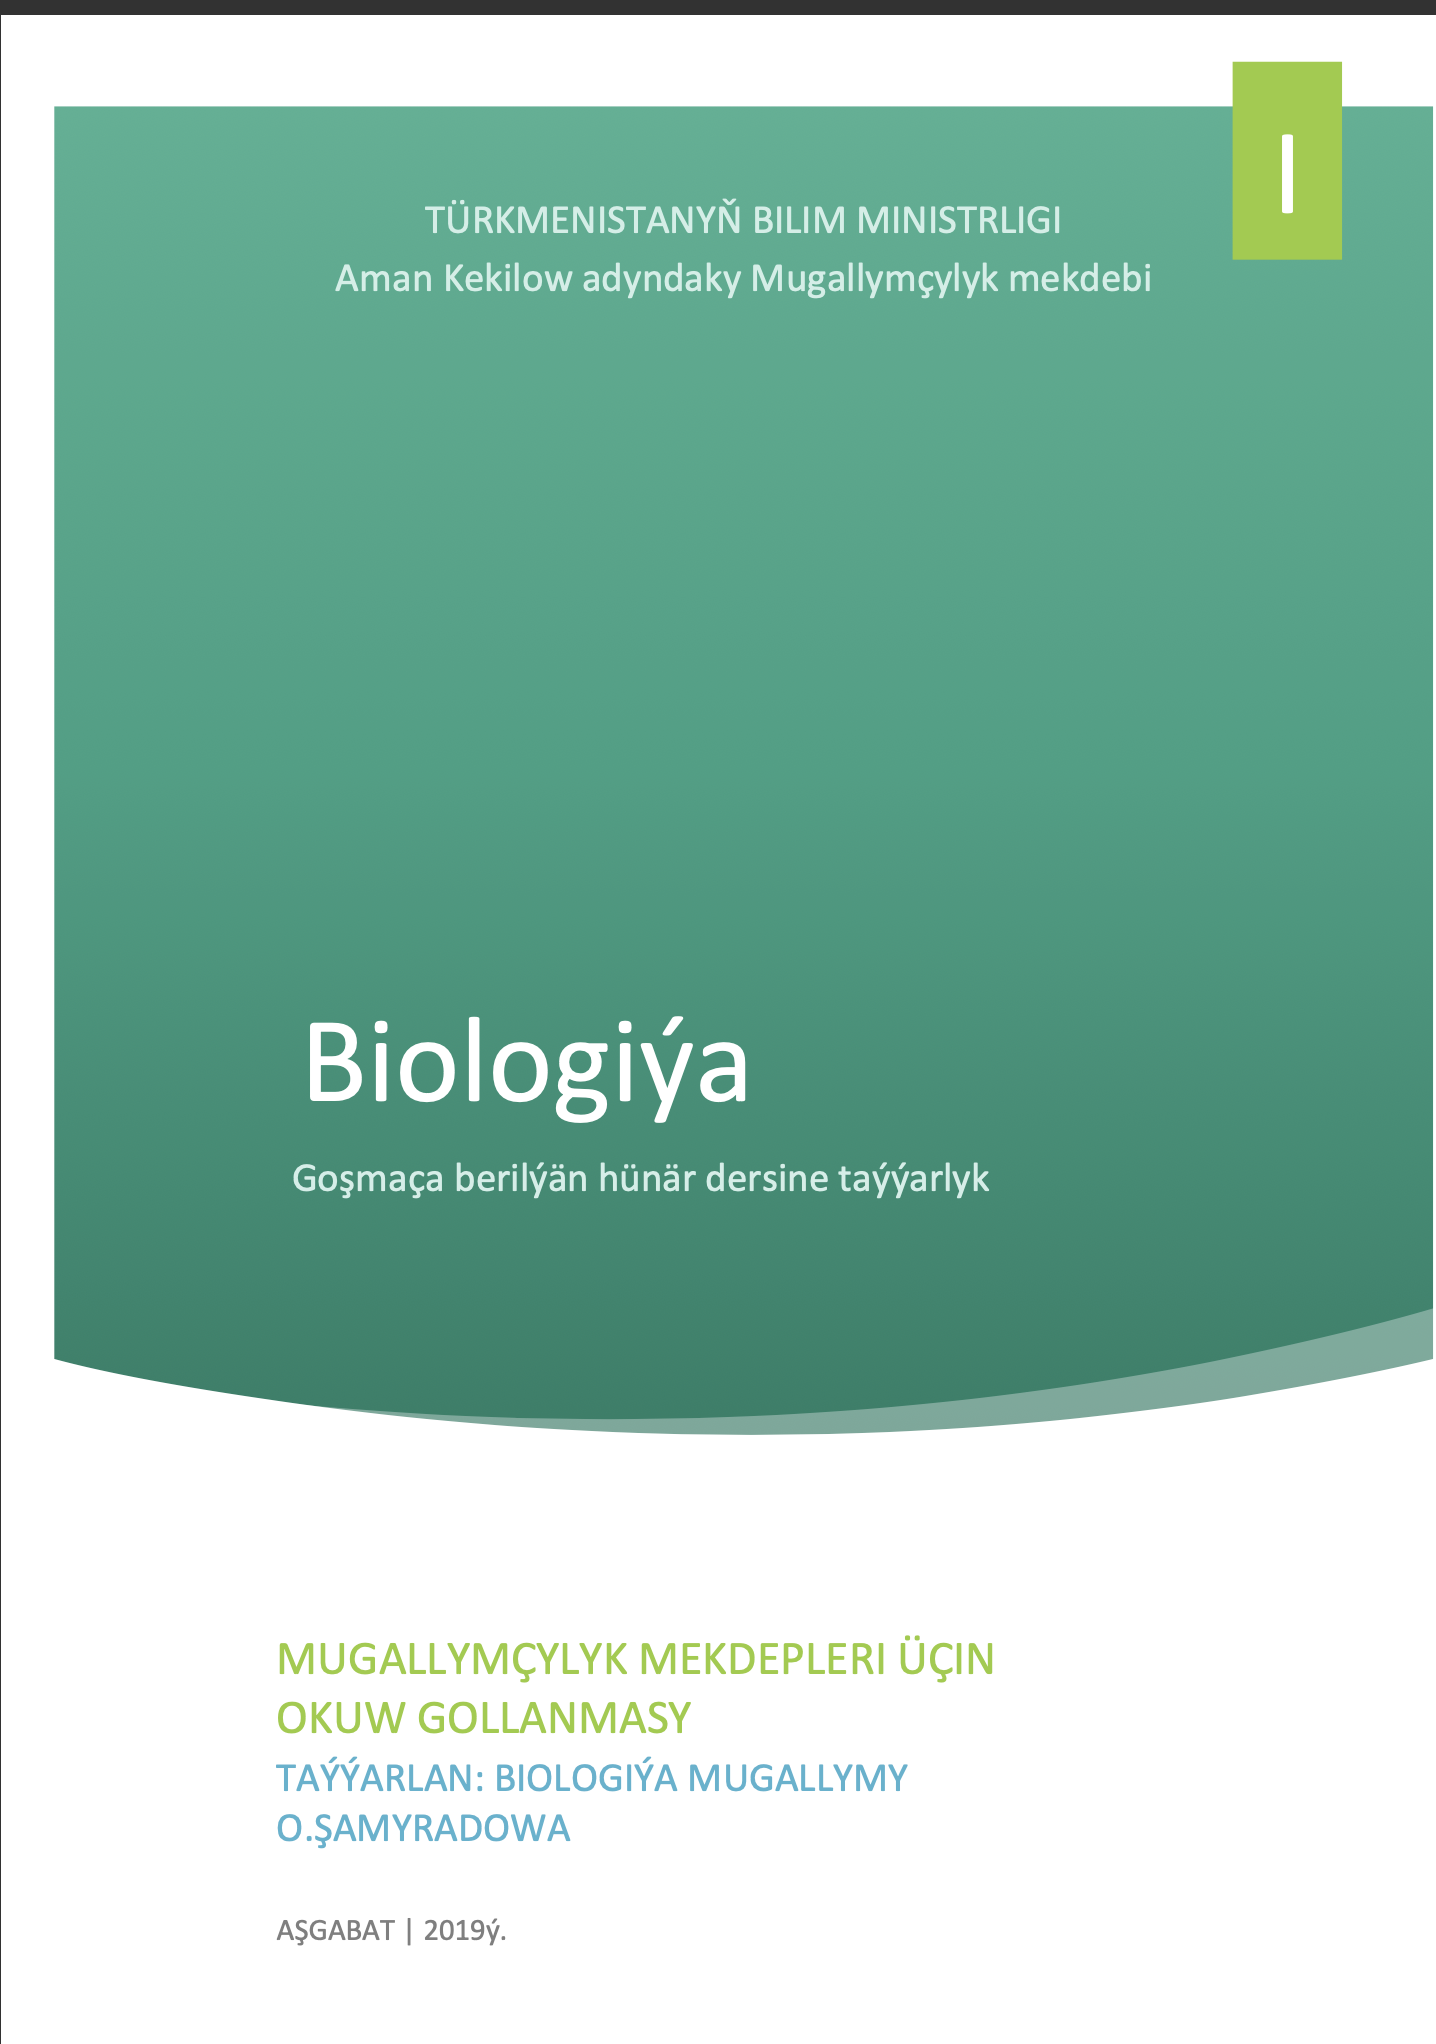 I
TÜRKMENISTANYŇ BILIM MINISTRLIGI
Aman Kekilow adyndaky Mugallymçylyk mekdebi
Biologiýa
Goşmaça berilýän hünär dersine taýýarlyk
MUGALLYMÇYLYK MEKDEPLERI ÜÇIN
OKUW GOLLANMASY
TAÝÝARLAN: BIOLOGIÝA MUGALLYMY
O.ŞAMYRADOWA
AŞGABAT | 2019ý.